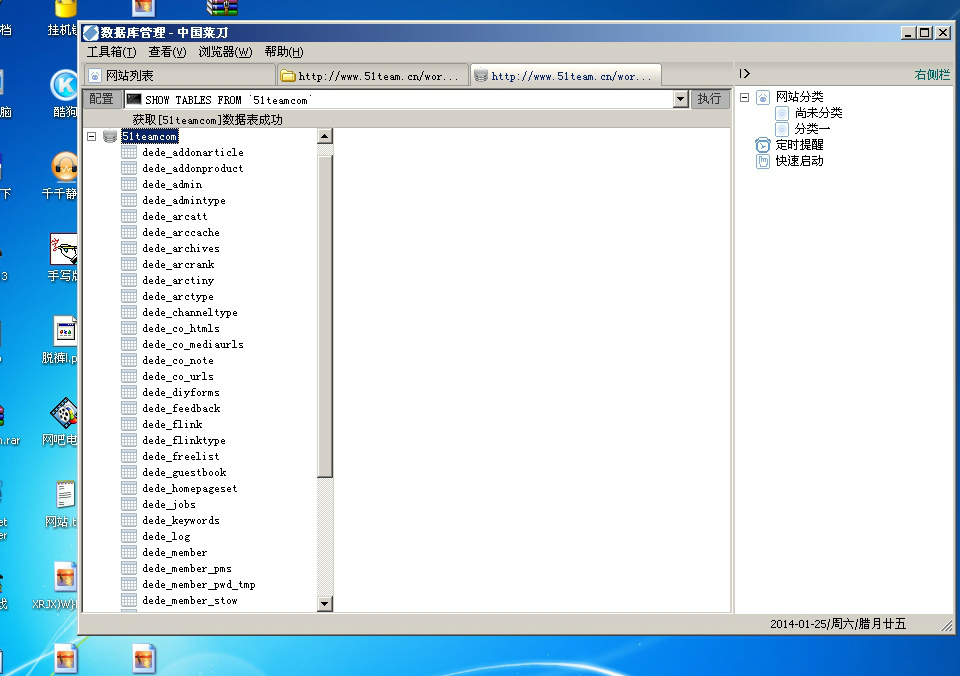 档
挂机锁
数据库管理 - 中国菜刀
工具箱(T) 查看(V) 浏览器(W) 帮助(H)
网站列表
http://www.51team.cn/wor...
http://www.51team.cn/wor...
右侧栏
配置
SHOW TABLES FROM `51teamcom`
执行
获取[51teamcom]数据表成功
51teamcom
dede_addonarticle
dede_addonproduct
dede_admin
dede_admintype
dede_arcatt
dede_arccache
dede_archives
dede_arcrank
dede_arctiny
dede_arctype
dede_channeltype
dede_co_htmls
dede_co_mediaurls
dede_co_note
dede_co_urls
dede_diyforms
dede_feedback
dede_flink
dede_flinktype
dede_freelist
dede_guestbook
dede_homepageset
dede_jobs
dede_keywords
dede_log
dede_member
dede_member_pms
dede_member_pwd_tmp
dede_member_stow
网站分类
尚未分类
分类一
定时提醒
快速启动
2014-01-25/周六/腊月廿五
脑
酷狗
下
千千静
3
手写版
脱裤l.p
n.rar
网吧电
et
er
网站.t
戏
XRJX)WH